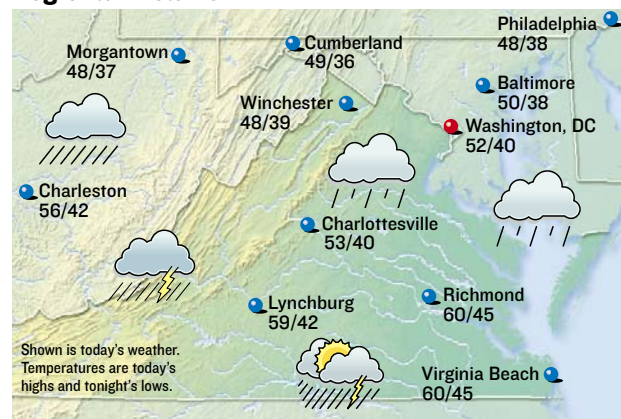 Philadelphia
48/38
Morgantown
48/37
Cumberland
49/36
Baltimore
50/38
Winchester
48/39
Washington, DC
52/40
Charleston
56/42
Charlottesville
53/40
Lynchburg
59/42
Richmond
60/45
Shown is today's weather.
Temperatures are today's
highs and tonight's lows.
Virginia Beach
60/45